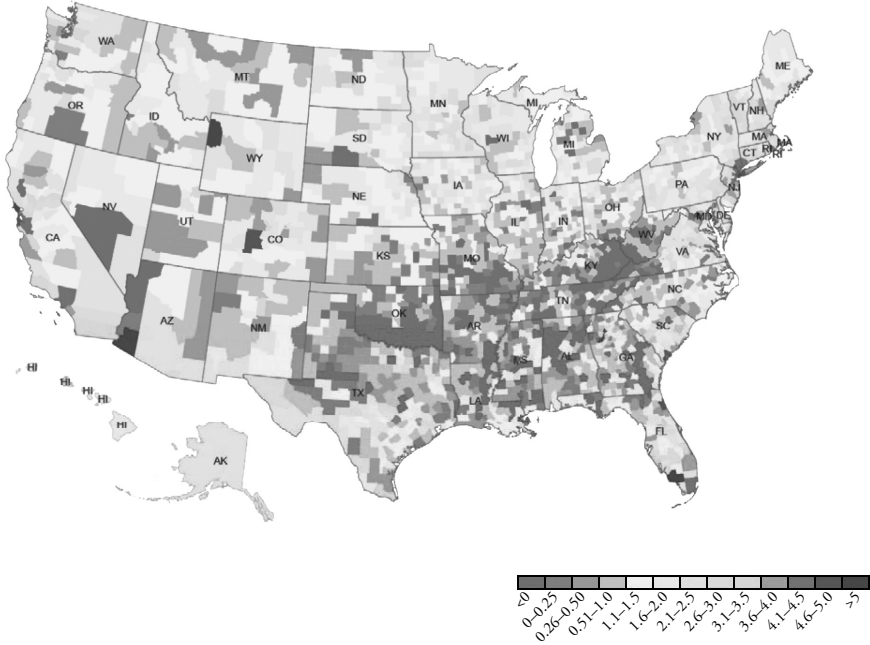 WA
MT
ND
MN
ME
VT
NH
OR
ID
SD
WI
MI
MI
NY
MA
MA
CT
RI
RI
WY
IA
PA
NJ
NE
NV
UT
CO
IL
IN
OH
MD
DE
CA
KS
MO
WV
KY
VA
AZ
NM
OK
AR
TN
NC
SC
MS
AL
GA
TX
LA
FL
HI
HI
HI
HI
HI
AK
<0
0–0.25
0.26–0.50
0.51–1.0
1.1–1.5
1.6–2.0
2.1–2.5
2.6–3.0
3.1–3.5
3.6–4.0
4.1–4.5
4.6–5.0
>5